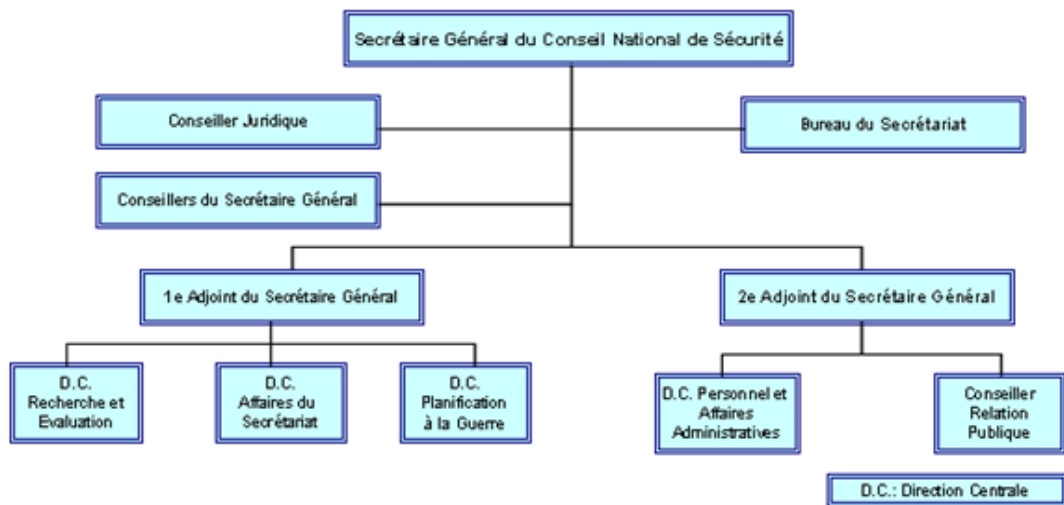 Secrétaire Général du Conseil National de Sécurité
Conseiller Juridique
Bureau du Secrétariat
Conseillers du Secrétaire Général
1e Adjoint du Secrétaire Général
2e Adjoint du Secrétaire Général
D.C.
Recherche et
Evaluation
D.C.
Affaires du
Secrétariat
D.C.
Planification
à la Guerre
D.C. Personnel et
Affaires
Administratives
Conseiller
Relation
Publique
D.C.: Direction Centrale